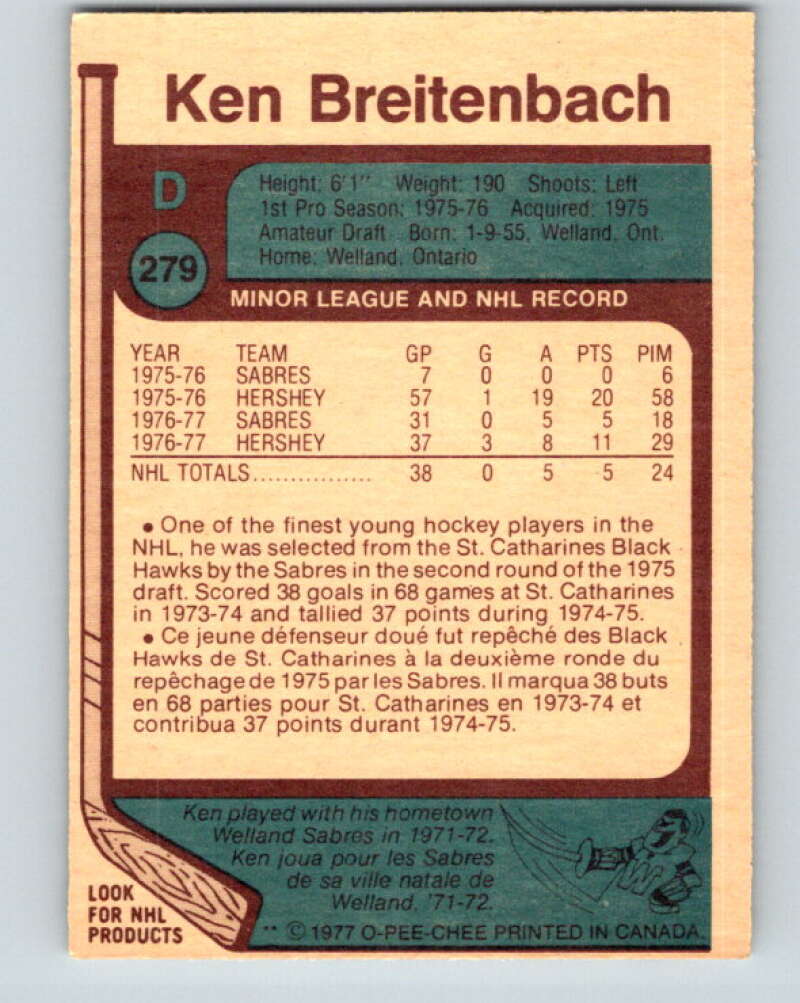 Ken Breitenbach
D
Height: 6'1" Weight: 190 Shoots: Left
1st Pro Season: 1975-76 Acquired: 1975
Amateur Draft Born: 1-9-55, Welland, Ont.
Home: Welland, Ontario
279
MINOR LEAGUE AND NHL RECORD
YEAR TEAM GP G A PTS PIM
1975-76 SABRES 7 0 0 0 6
1975-76 HERSHEY 57 1 19 20 58
1976-77 SABRES 31 0 5 5 18
1976-77 HERSHEY 37 3 8 11 29
NHL TOTALS................ 38 0 5 5 24
• One of the finest young hockey players in the
NHL, he was selected from the St. Catharines Black
Hawks by the Sabres in the second round of the 1975
draft. Scored 38 goals in 68 games at St. Catharines
in 1973-74 and tallied 37 points during 1974-75.
• Ce jeune défenseur doué fut repêché des Black
Hawks de St. Catharines à la deuxième ronde du
repêchage de 1975 par les Sabres. Il marqua 38 buts
en 68 parties pour St. Catharines en 1973-74 et
contribua 37 points durant 1974-75.
Ken played with his hometown
Welland Sabres in 1971-72.
Ken joua pour les Sabres
de sa ville natale de
Welland, '71-72.
W
LOOK
FOR NHL
PRODUCTS
** © 1977 O-PEE-CHEE PRINTED IN CANADA.